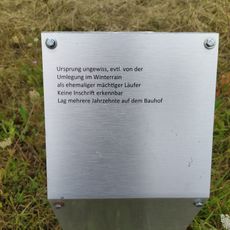 Ursprung ungewiss, evtl. von der
Umlegung im Winterrain
als ehemaliger mächtiger Läufer
Keine Inschrift erkennbar
Lag mehrere Jahrzehnte auf dem Bauhof